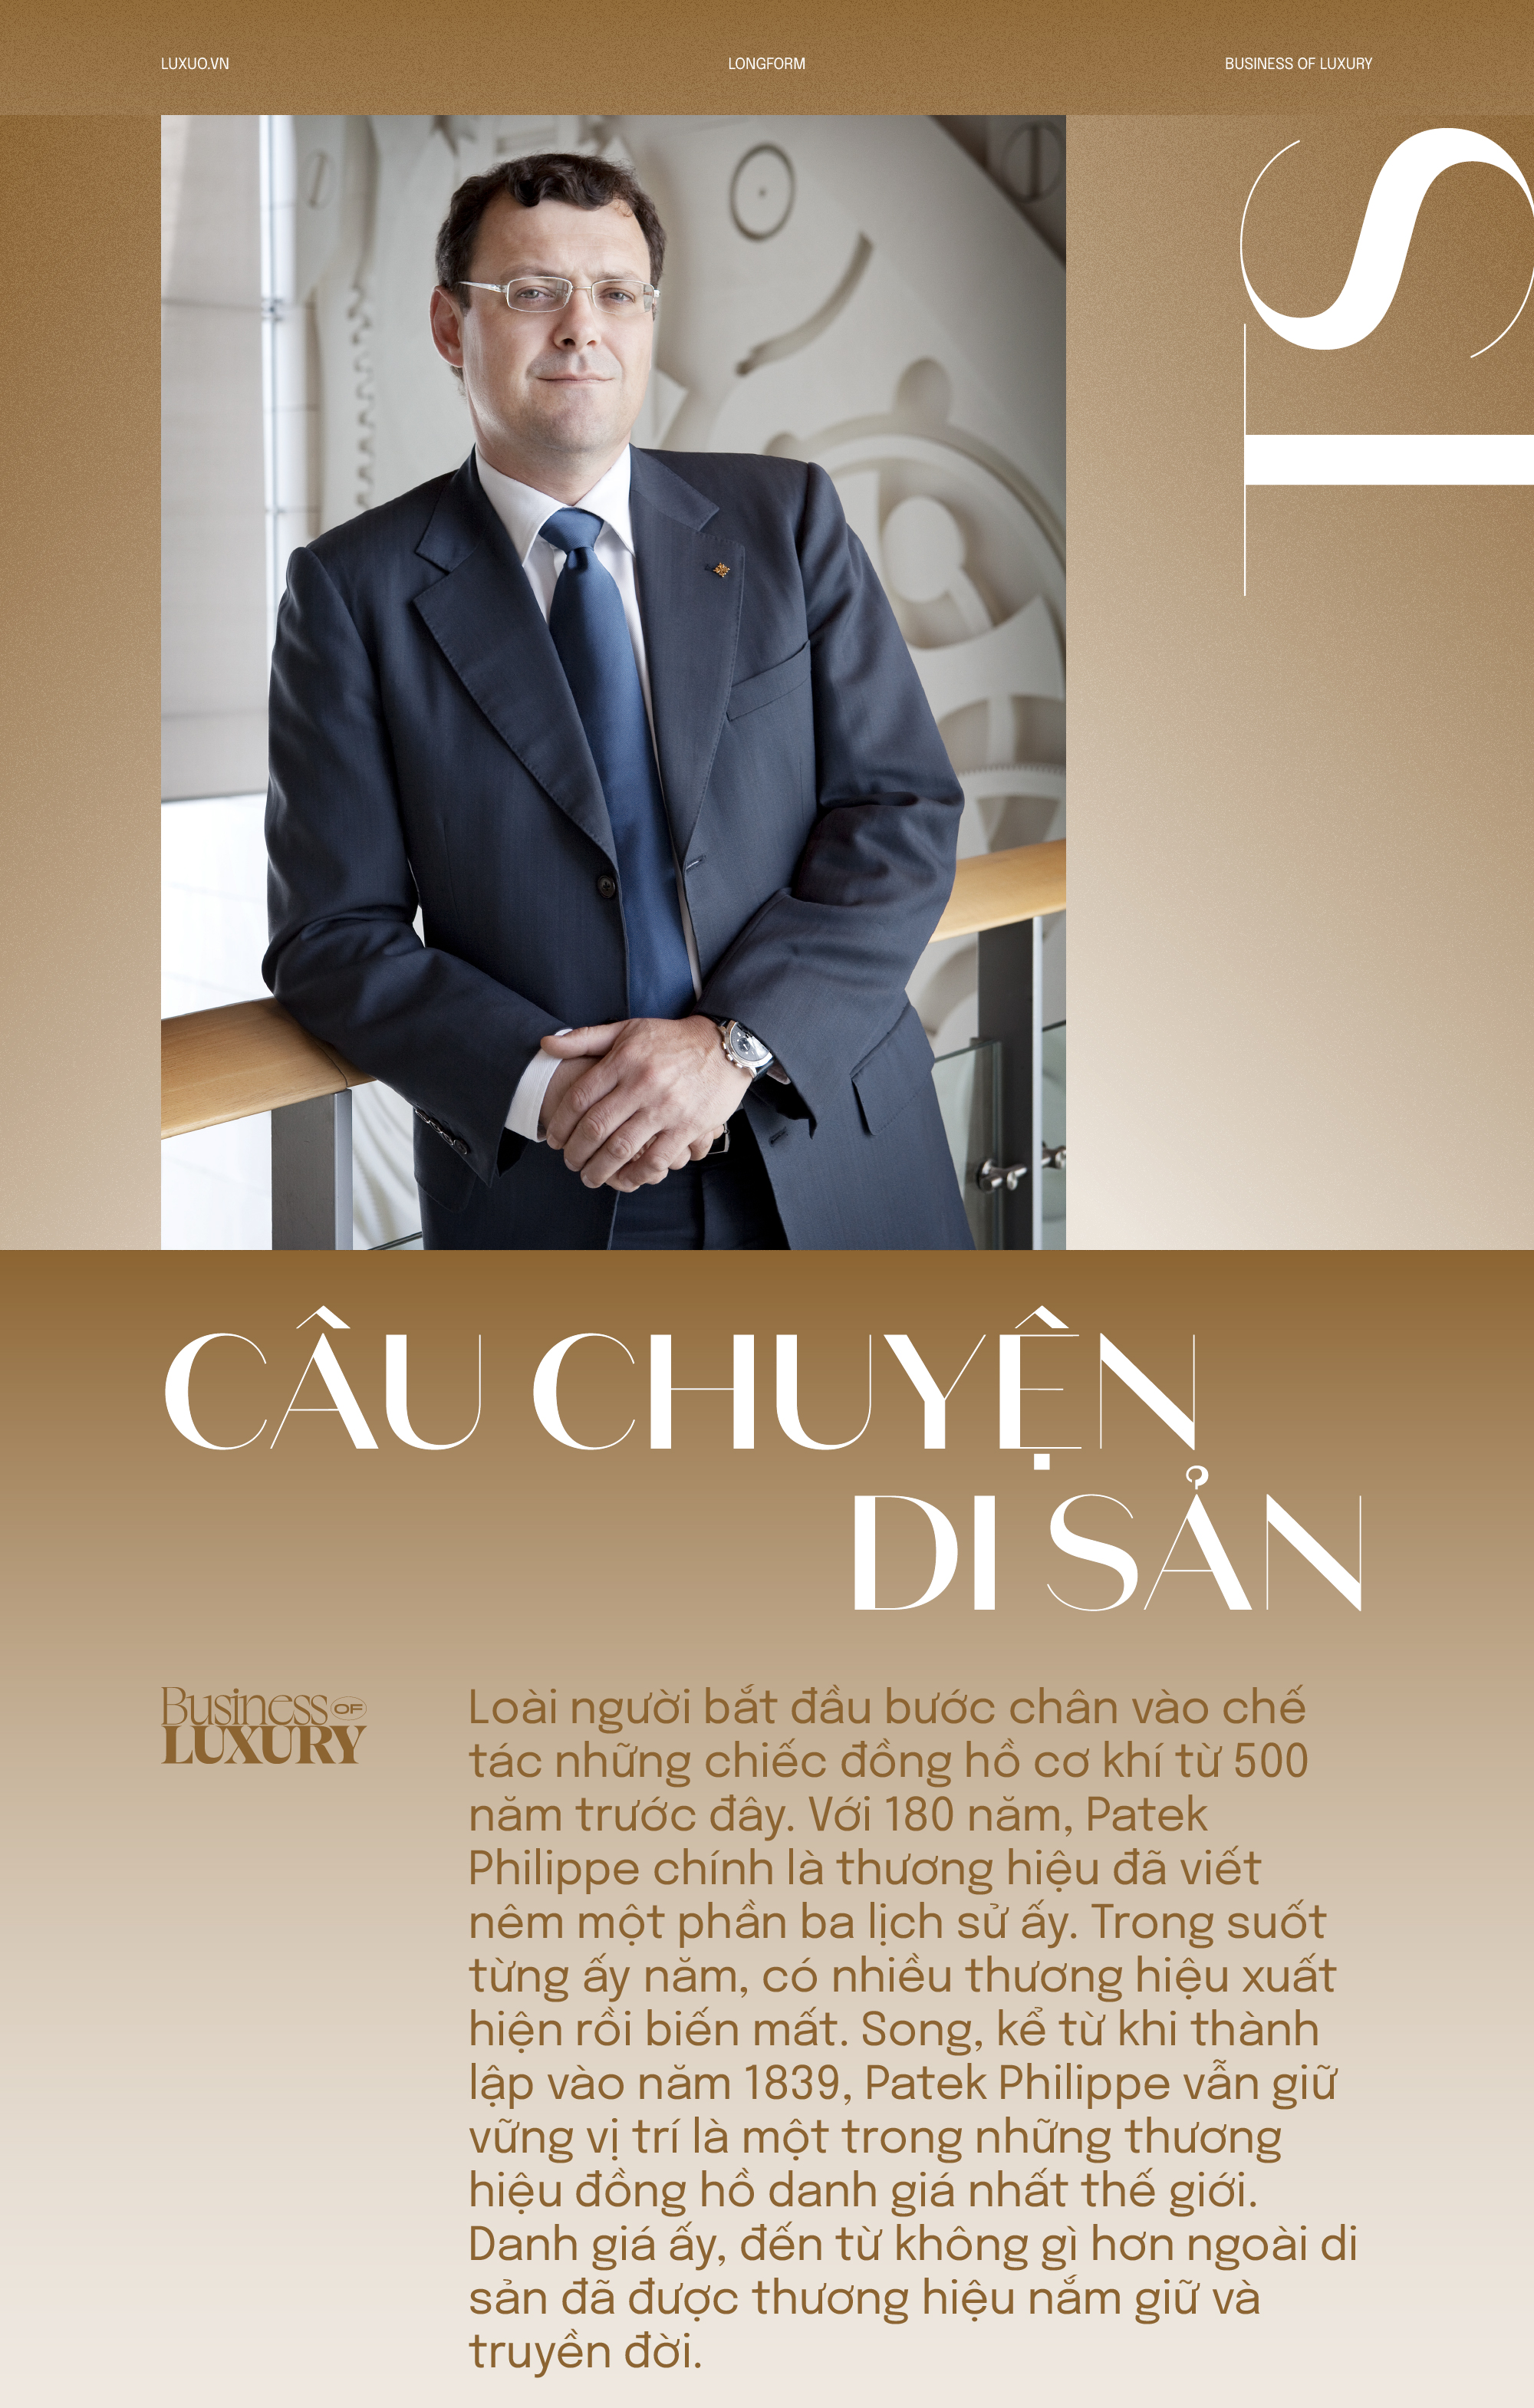 LUXUO.VN
LONGFORM
BUSINESS OF LUXURY
IS
CÂU CHUYỆN
DI SẢN
Business OF
LUXURY
Loài người bắt đầu bước chân vào chế
tác những chiếc đồng hồ cơ khí từ 500
năm trước đây. Với 180 năm, Patek
Philippe chính là thương hiệu đã viết
nêm một phần ba lịch sử ấy. Trong suốt
từng ấy năm, có nhiều thương hiệu xuất
hiện rồi biến mất. Song, kể từ khi thành
lập vào năm 1839, Patek Philippe vẫn giữ
vững vị trí là một trong những thương
hiệu đồng hồ danh giá nhất thế giới.
Danh giá ấy, đến từ không gì hơn ngoài di
sản đã được thương hiệu nắm giữ và
truyền đời.